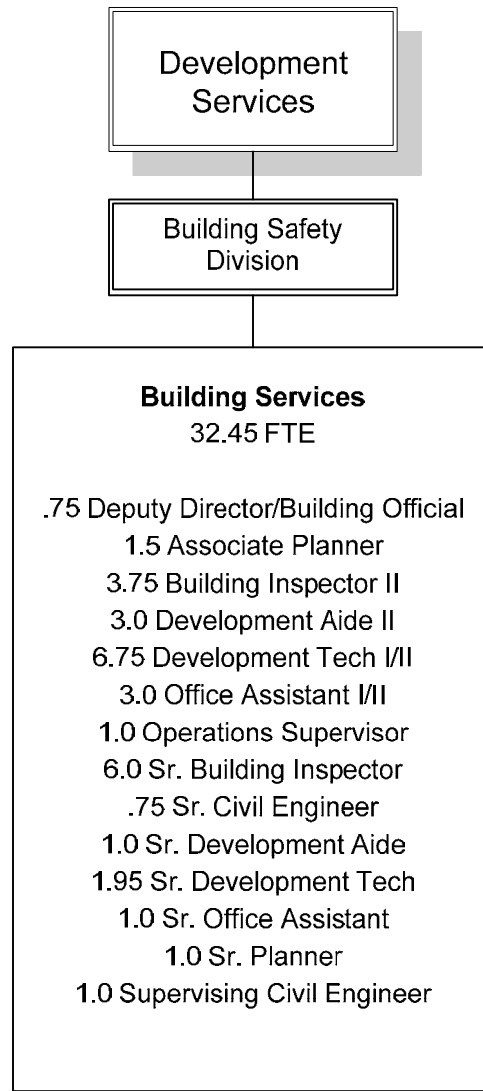 Development
Services
Building Safety
Division
Building Services
32.45 FTE
.75 Deputy Director/Building Official
1.5 Associate Planner
3.75 Building Inspector II
3.0 Development Aide II
6.75 Development Tech I/II
3.0 Office Assistant I/II
1.0 Operations Supervisor
6.0 Sr. Building Inspector
.75 Sr. Civil Engineer
1.0 Sr. Development Aide
1.95 Sr. Development Tech
1.0 Sr. Office Assistant
1.0 Sr. Planner
1.0 Supervising Civil Engineer